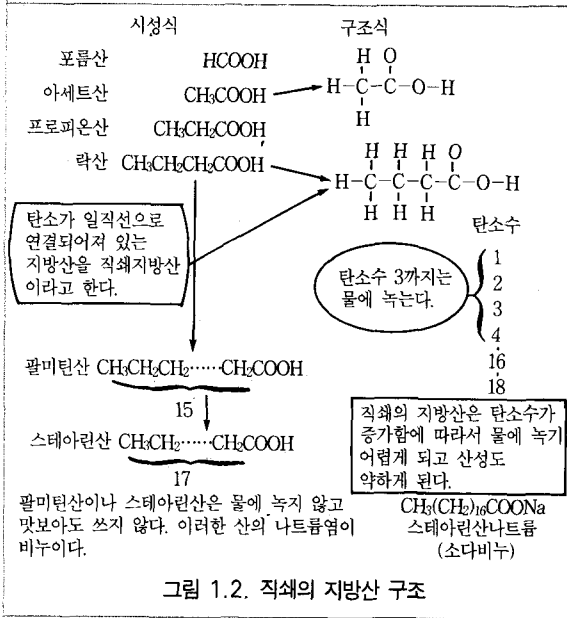 시성식
구조식
포름산 HCOOH
아세트산 CH₃COOH
프로피온산 CH₃CH₂COOH
락산 CH₃CH₂CH₂COOH
H O
H-C-C-O-H
H
H H H O
H-C-C-C-C-O-H
H H H
탄소가 일직선으로
연결되어져 있는
지방산을 직쇄지방산
이라고 한다.
탄소수
탄소수 3까지는
물에 녹는다.
1
2
3
4
16
18
팔미틴산 CH₃CH₂CH₂……CH₂COOH
15
스테아린산 CH₃CH₂……CH₂COOH
17
직쇄의 지방산은 탄소수가
증가함에 따라서 물에 녹기
어렵게 되고 산성도
약하게 된다.
팔미틴산이나 스테아린산은 물에 녹지 않고
맛보아도 쓰지 않다. 이러한 산의 나트륨염이
비누이다.
CH₃(CH₂)₁₆COONa
스테아린산나트륨
(소다비누)
그림 1.2. 직쇄의 지방산 구조